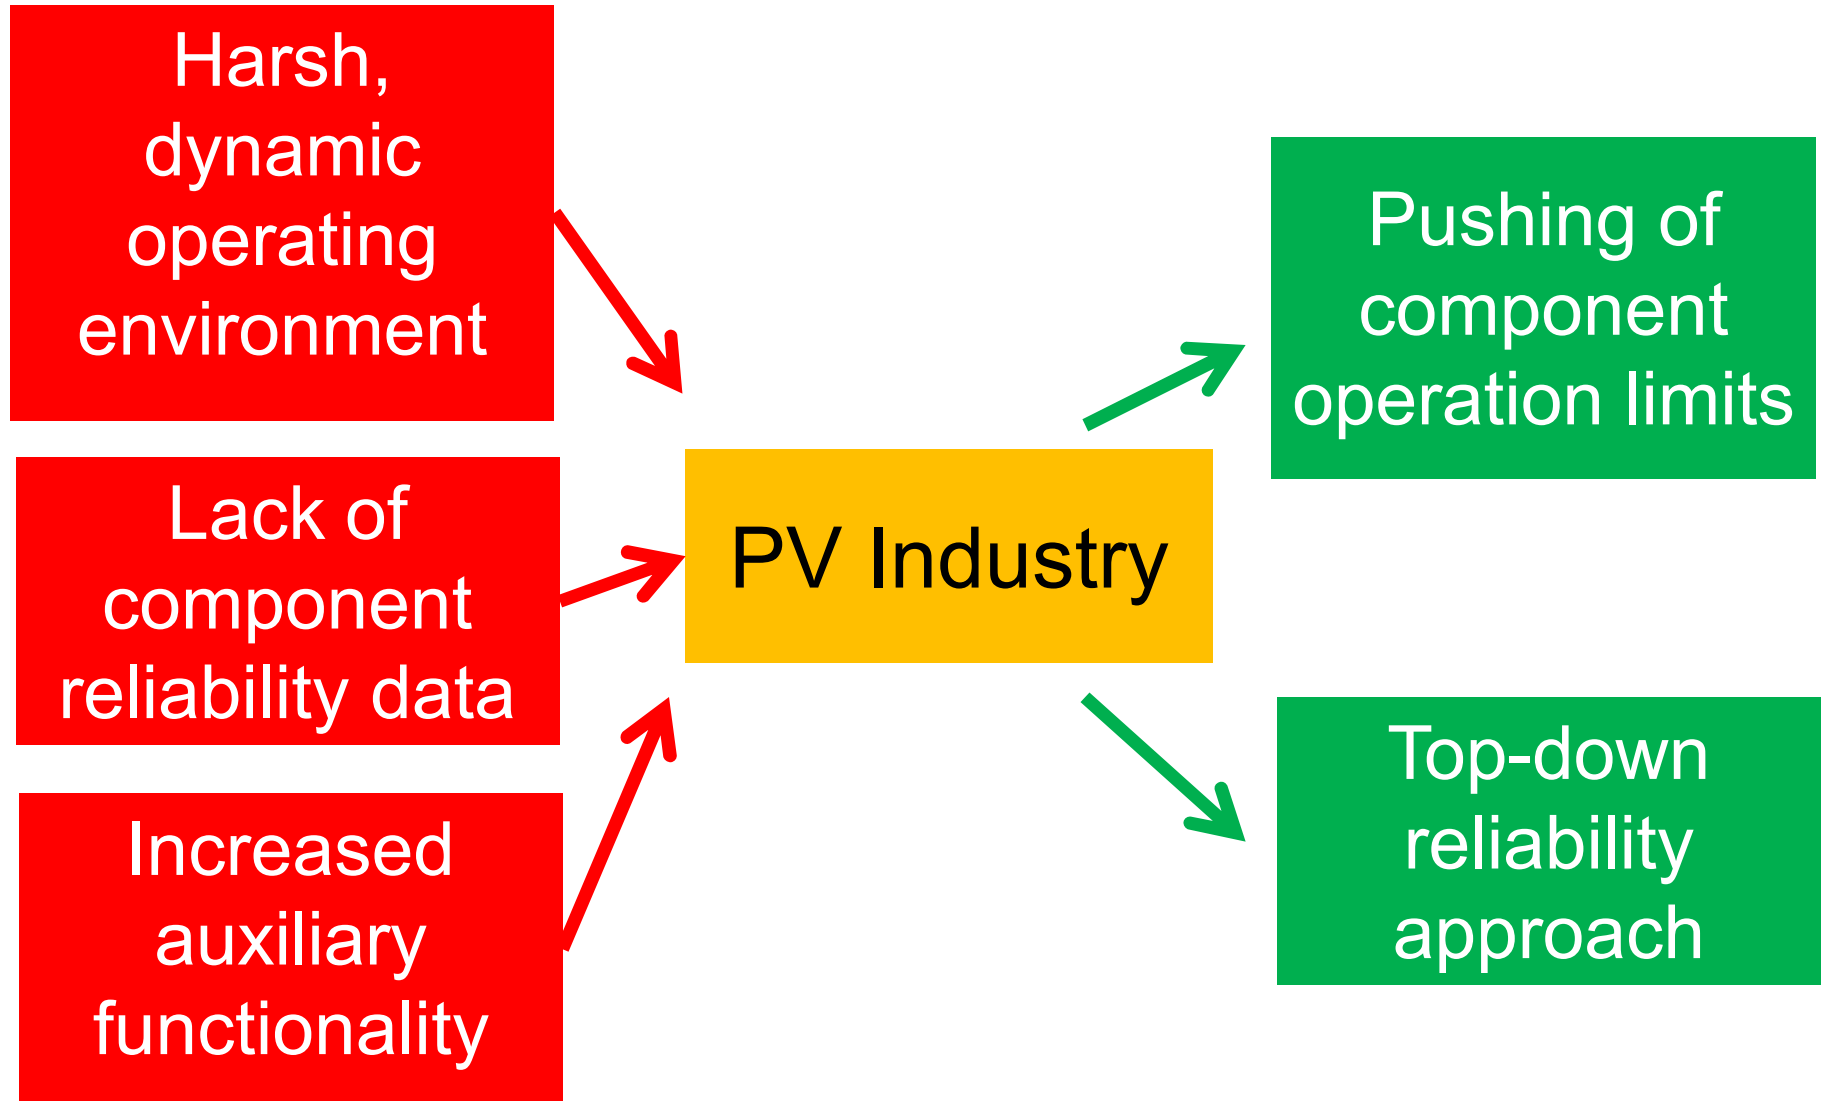 Harsh,
dynamic
operating
environment
Lack of
component
reliability data
Increased
auxiliary
functionality
PV Industry
Pushing of
component
operation limits
Top-down
reliability
approach